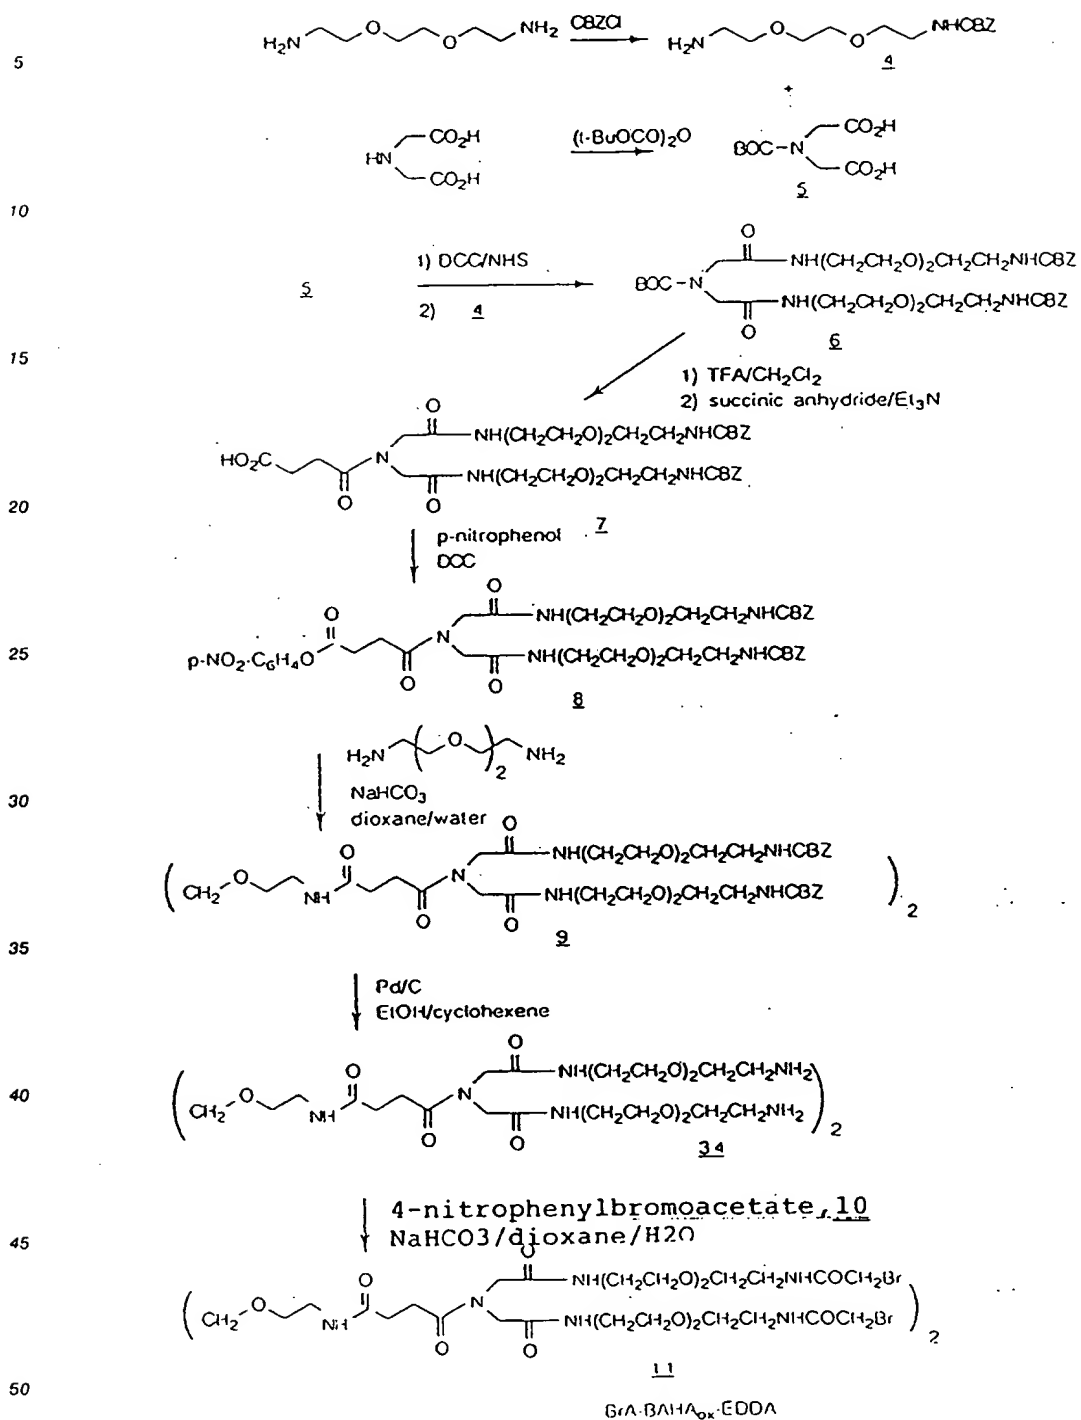 H2N O O NH2 CBZCl H2N O O NHCBZ
5
4
+
HN CO2H CO2H (t-BuOCO)2O BOC-N CO2H CO2H
5
10
5 1) DCC/NHS
2) 4
BOC-N O NH(CH2CH2O)2CH2CH2NHCBZ
NH(CH2CH2O)2CH2CH2NHCBZ
O
6
15
1) TFA/CH2Cl2
2) succinic anhydride/Et3N
O
NH(CH2CH2O)2CH2CH2NHCBZ
HO2C N
NH(CH2CH2O)2CH2CH2NHCBZ
O O
20
7
p-nitrophenol
DCC
O
O NH(CH2CH2O)2CH2CH2NHCBZ
N
25
p-NO2-C6H4O NH(CH2CH2O)2CH2CH2NHCBZ
O O
8
H2N ( O )2 NH2
30
NaHCO3
dioxane/water
O
O NH(CH2CH2O)2CH2CH2NHCBZ
( CH2 O NH N NH(CH2CH2O)2CH2CH2NHCBZ )2
O O
9
35
Pd/C
EtOH/cyclohexene
O
O NH(CH2CH2O)2CH2CH2NH2
40
( CH2 O NH N NH(CH2CH2O)2CH2CH2NH2 )2
O O
34
4-nitrophenylbromoacetate,10
45
NaHCO3/dioxane/H2O
O
O NH(CH2CH2O)2CH2CH2NHCOCH2Br
( CH2 O NH N NH(CH2CH2O)2CH2CH2NHCOCH2Br )2
O O
11
50
BrA-BAHAox-EDDA